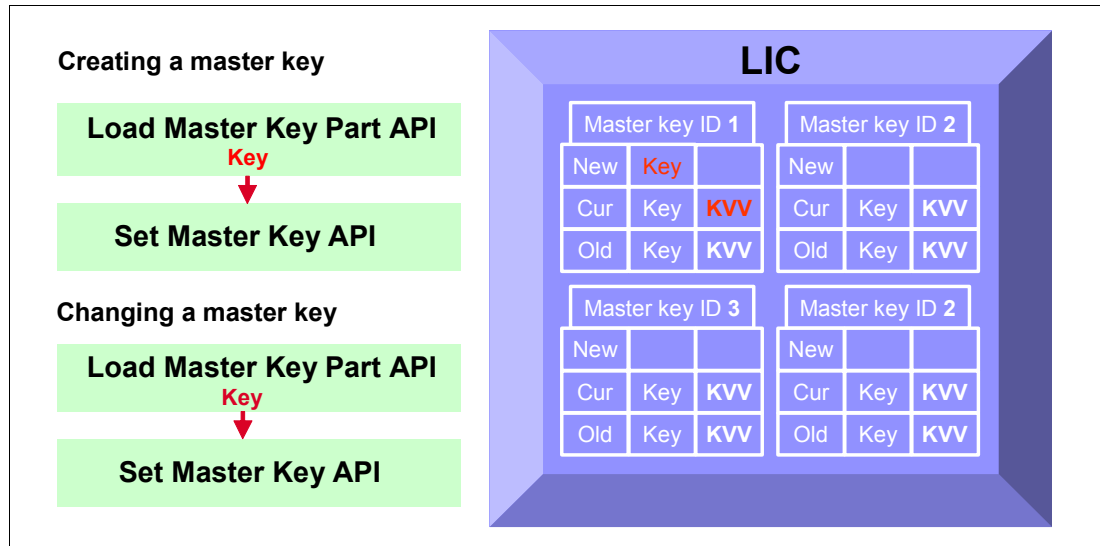 Creating a master key
Load Master Key Part API
Key
Set Master Key API
Changing a master key
Load Master Key Part API
Key
Set Master Key API
LIC
Master key ID 1
New Key
Cur Key KVV
Old Key KVV
Master key ID 2
New
Cur Key KVV
Old Key KVV
Master key ID 3
New
Cur Key KVV
Old Key KVV
Master key ID 2
New
Cur Key KVV
Old Key KVV